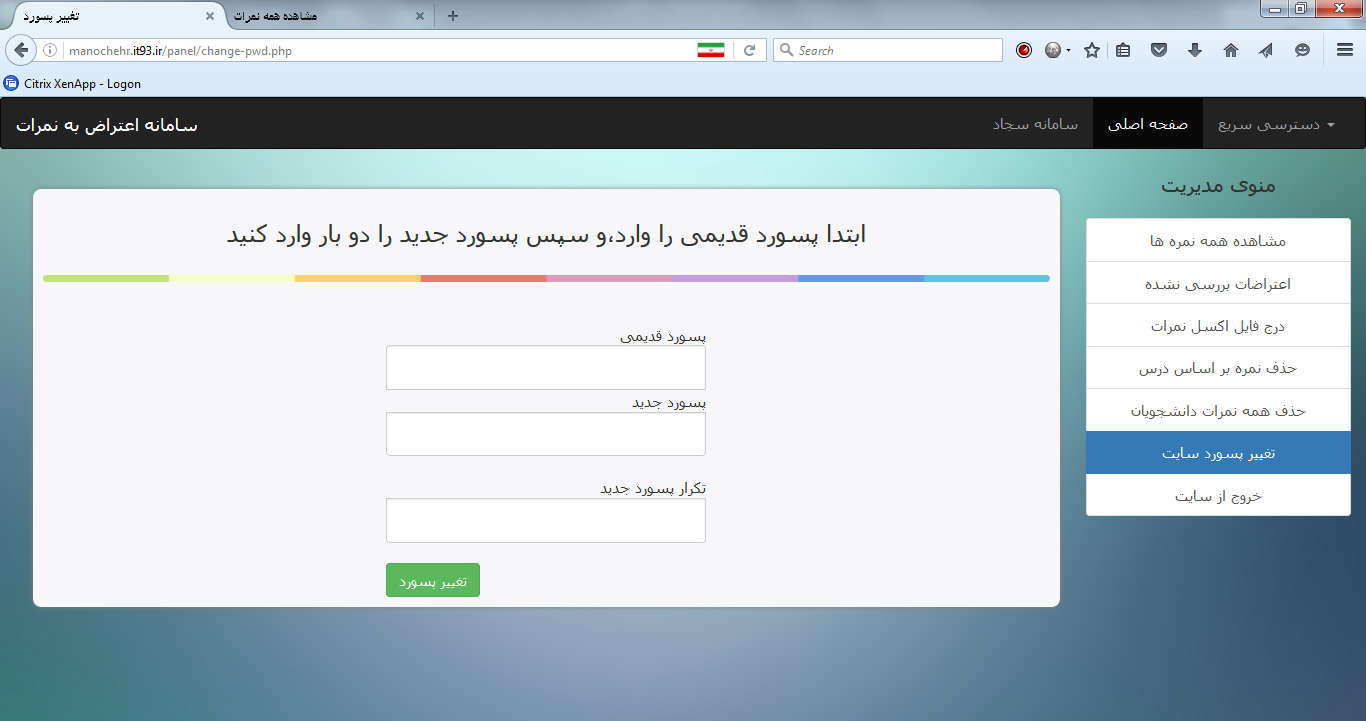 تغییر پسورد
مشاهده همه نمرات
manochehr.it93.ir/panel/change-pwd.php
Search
Citrix XenApp - Logon
دسترسی سریع
صفحه اصلی
سامانه سجاد
سامانه اعتراض به نمرات
منوی مدیریت
مشاهده همه نمره ها
اعتراضات بررسی نشده
درج فایل اکسل نمرات
حذف نمره بر اساس درس
حذف همه نمرات دانشجویان
تغییر پسورد سایت
خروج از سایت
ابتدا پسورد قدیمی را وارد،و سپس پسورد جدید را دو بار وارد کنید
پسورد قدیمی
پسورد جدید
تکرار پسورد جدید
تغییر پسورد